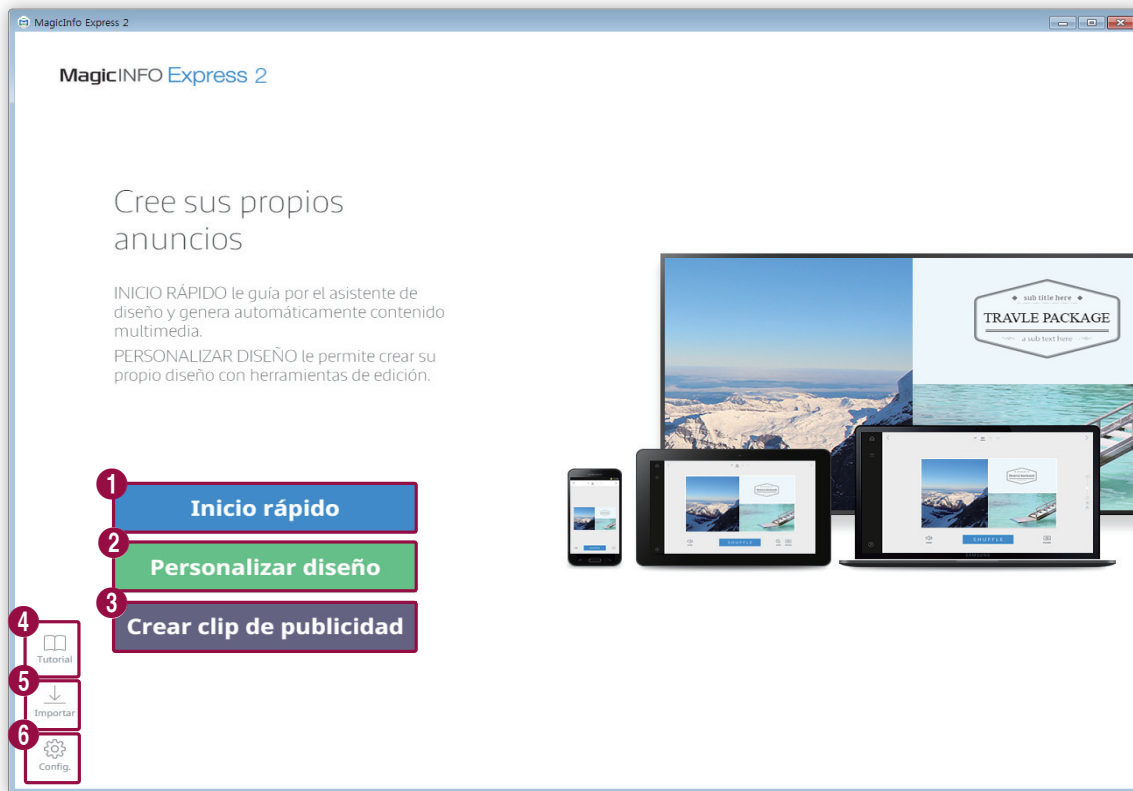 MagicInfo Express 2
MagicINFO Express 2
Cree sus propios
anuncios
INICIO RÁPIDO le guía por el asistente de
diseño y genera automáticamente contenido
multimedia.
PERSONALIZAR DISEÑO le permite crear su
propio diseño con herramientas de edición.
sub title here
TRAVLE PACKAGE
a sub text here
SHUFFLE
SHUFFLE
SAMSUNG
1
Inicio rápido
2
Personalizar diseño
3
Crear clip de publicidad
4
Tutorial
5
Importar
6
Config.